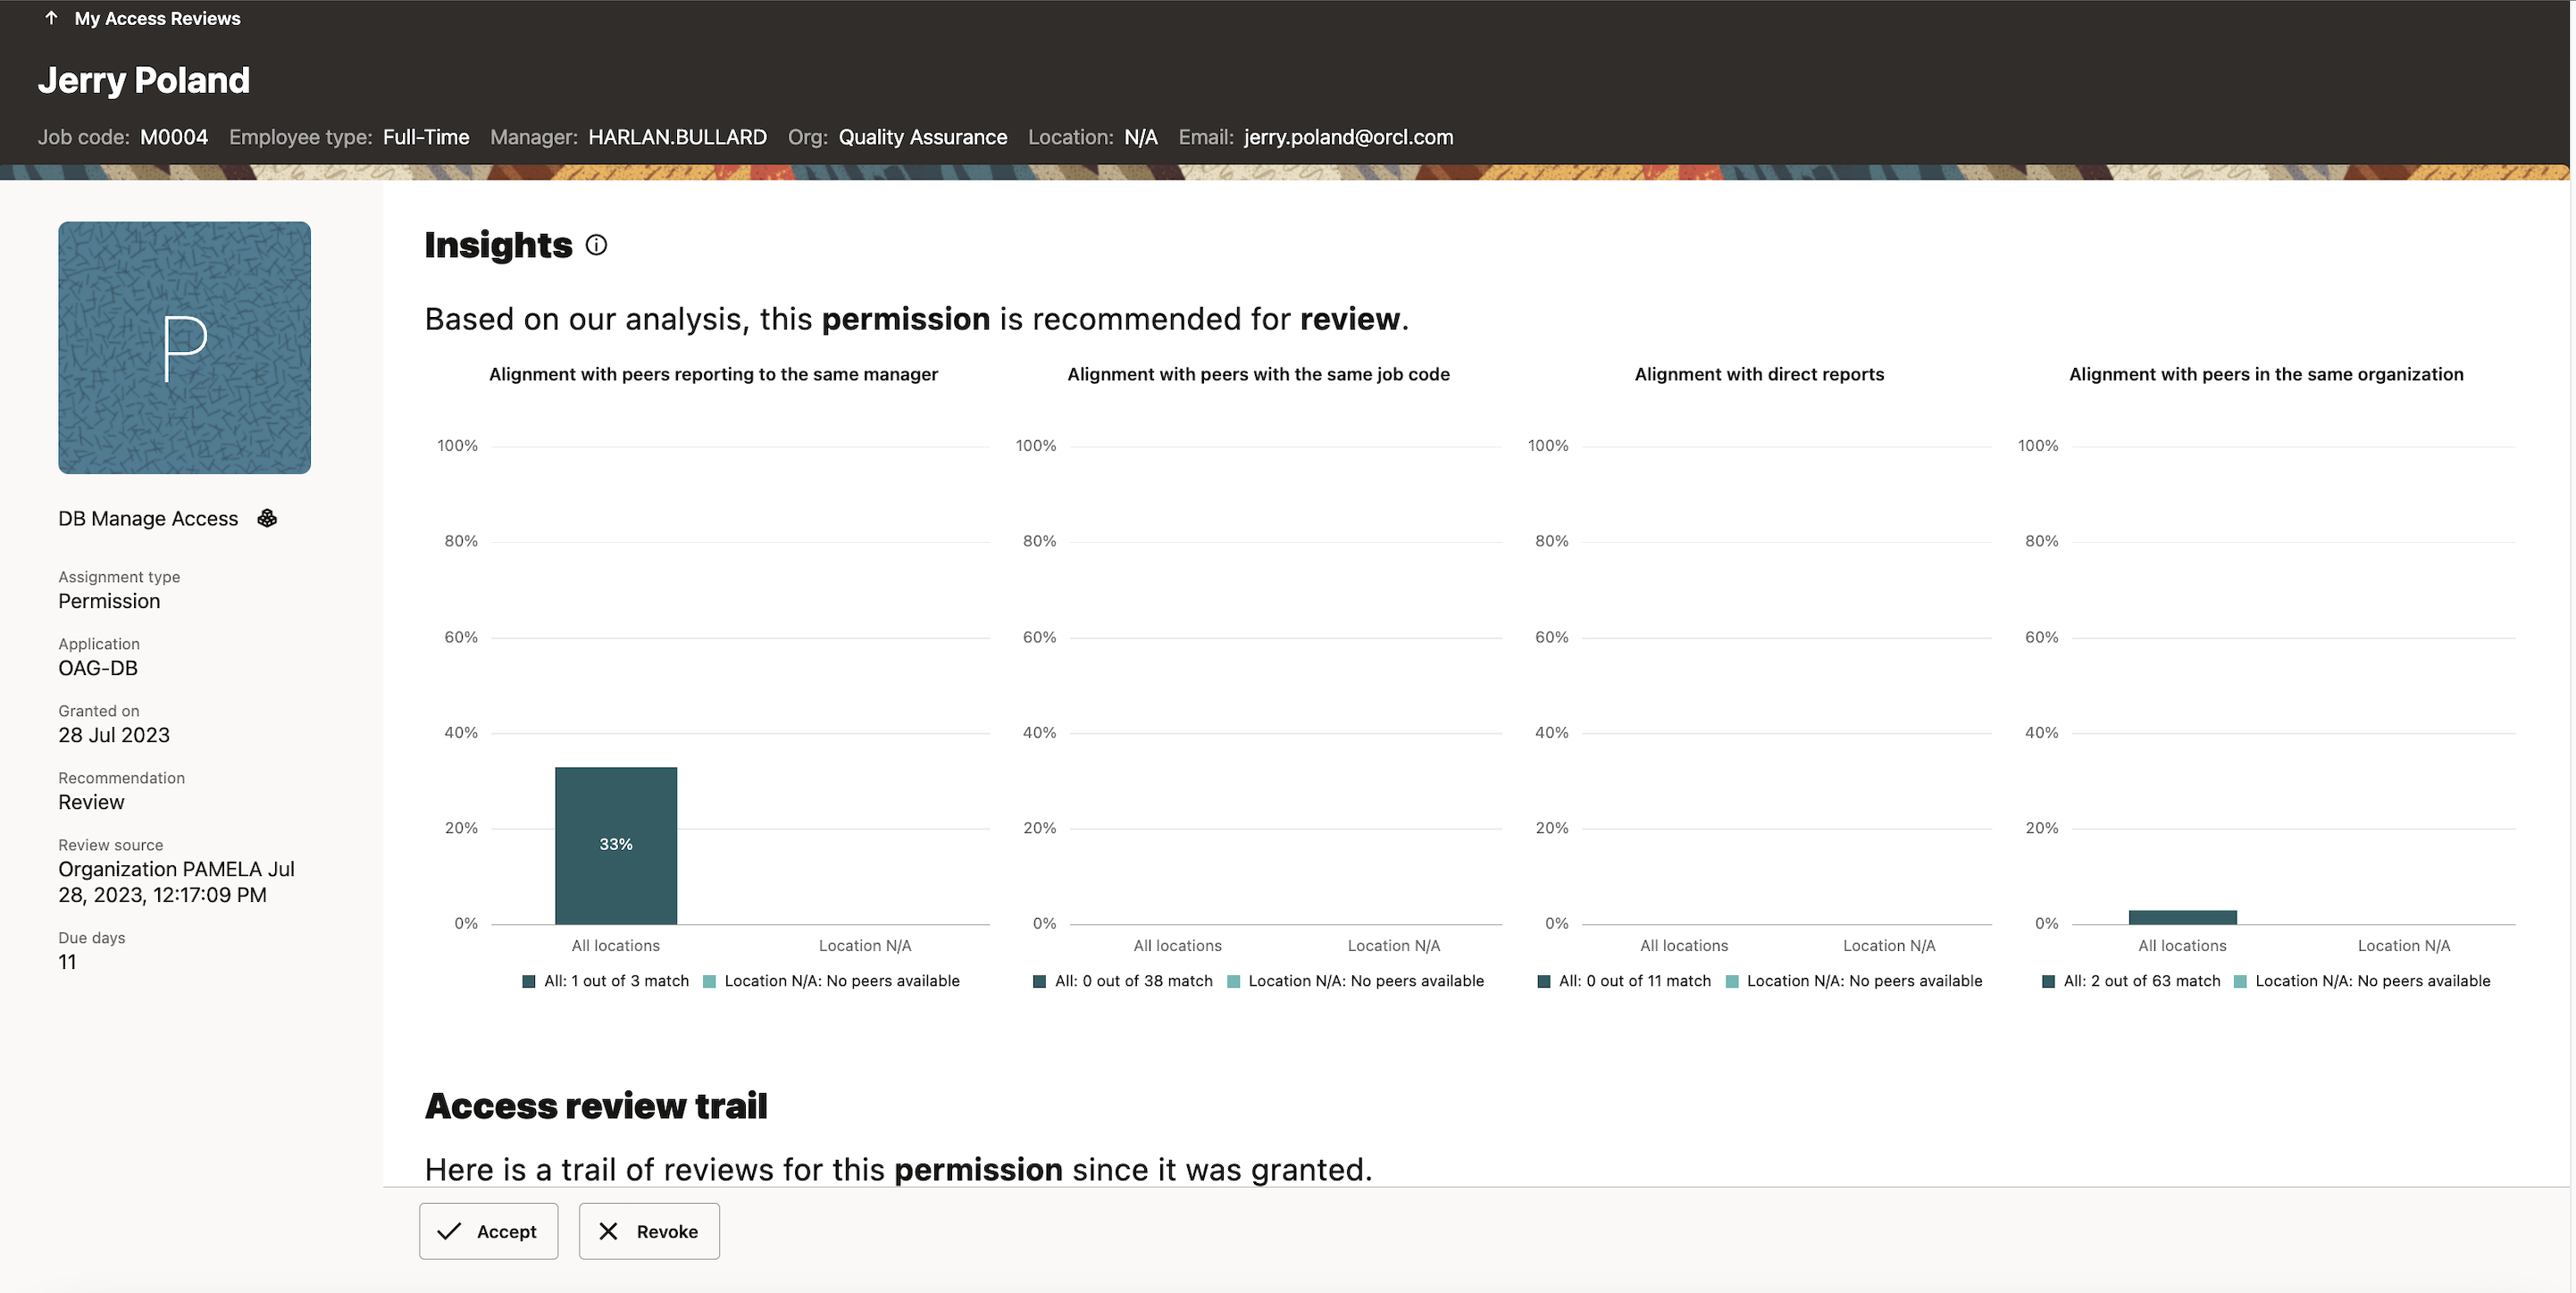 My Access Reviews
Jerry Poland
Job code: M0004 Employee type: Full-Time Manager: HARLAN.BULLARD Org: Quality Assurance Location: N/A Email: jerry.poland@orcl.com
P
DB Manage Access
Assignment type
Permission
Application
OAG-DB
Granted on
28 Jul 2023
Recommendation
Review
Review source
Organization PAMELA Jul
28, 2023, 12:17:09 PM
Due days
11
Insights
Based on our analysis, this permission is recommended for review.
Alignment with peers reporting to the same manager
100%
80%
60%
40%
20%
0%
33%
All locations Location N/A
All: 1 out of 3 match Location N/A: No peers available
Alignment with peers with the same job code
100%
80%
60%
40%
20%
0%
All locations Location N/A
All: 0 out of 38 match Location N/A: No peers available
Alignment with direct reports
100%
80%
60%
40%
20%
0%
All locations Location N/A
All: 0 out of 11 match Location N/A: No peers available
Alignment with peers in the same organization
100%
80%
60%
40%
20%
0%
All locations Location N/A
All: 2 out of 63 match Location N/A: No peers available
Access review trail
Here is a trail of reviews for this permission since it was granted.
Accept Revoke